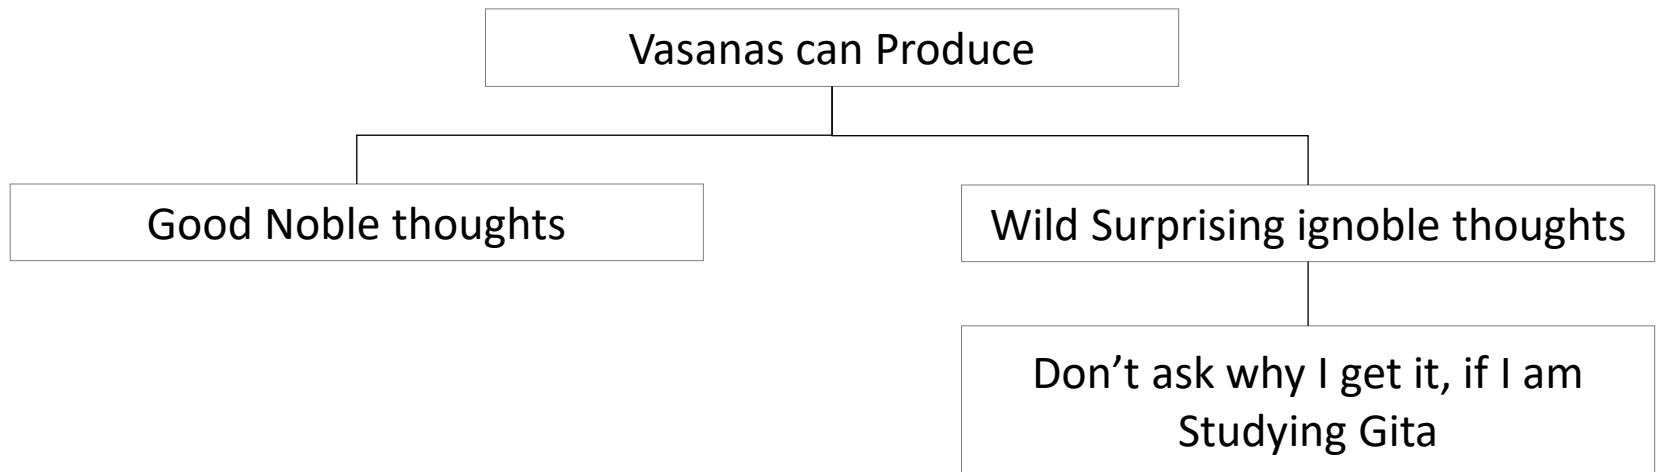 Vasanas can Produce
Good Noble thoughts
Wild Surprising ignoble thoughts
Don’t ask why I get it, if I am
Studying Gita